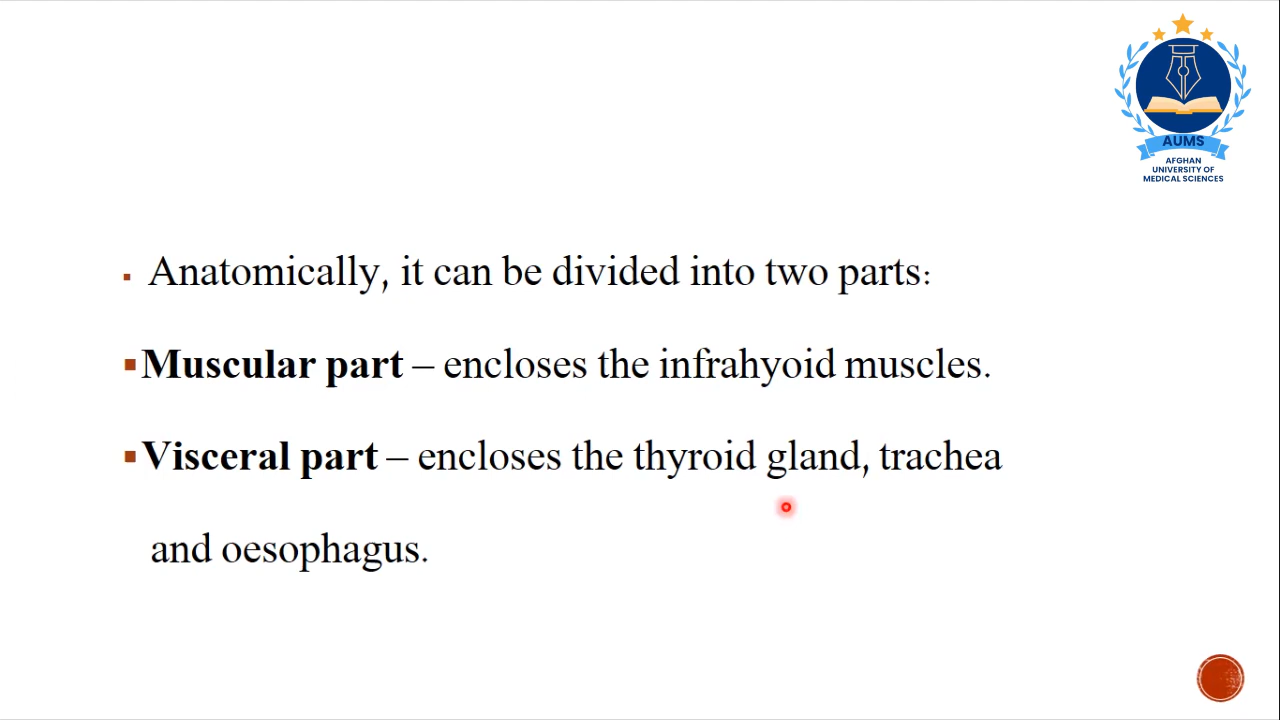 AUMS
AFGHAN
UNIVERSITY OF
MEDICAL SCIENCES
Anatomically, it can be divided into two parts:
Muscular part – encloses the infrahyoid muscles.
Visceral part – encloses the thyroid gland, trachea
and oesophagus.